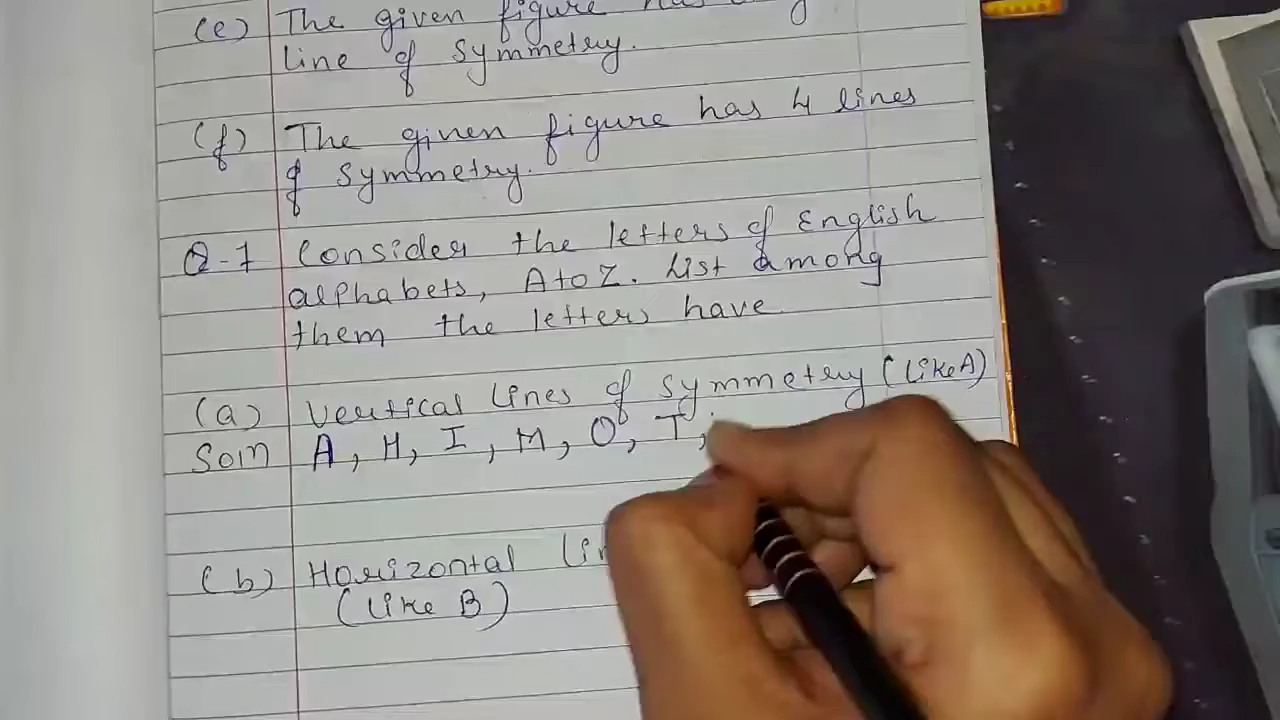 (e) The given figure has
line of symmetry.
(f) The given figure has 4 lines
of symmetry.
Q-7 Consider the letters of English
alphabets, A to Z. List among
them the letters have
(a) Vertical lines of symmetry (like A)
Soln A, H, I, M, O, T,
(b) Horizontal
(like B)